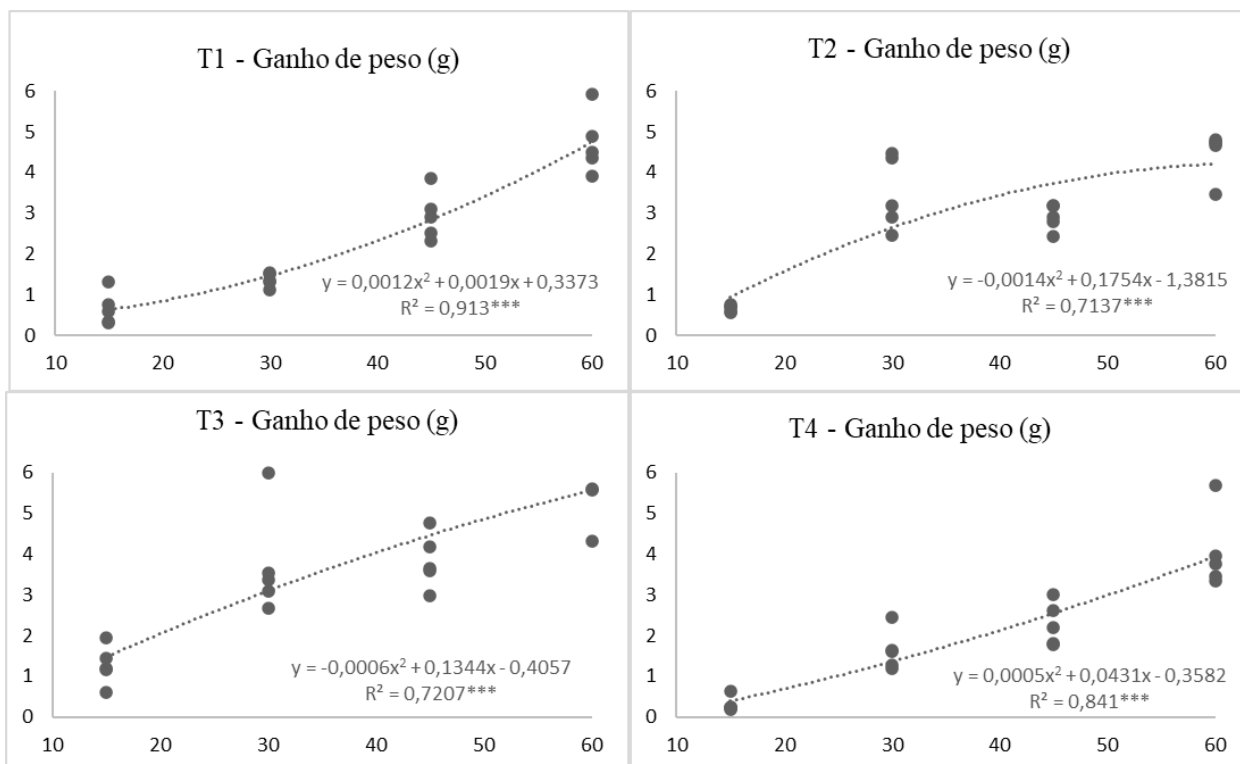 T1 - Ganho de peso (g)
6
5
4
3
2
1
0
y = 0,0012x² + 0,0019x + 0,3373
R² = 0,913***
10 20 30 40 50 60
T2 - Ganho de peso (g)
6
5
4
3
2
1
0
y = -0,0014x² + 0,1754x - 1,3815
R² = 0,7137***
10 20 30 40 50 60
T3 - Ganho de peso (g)
6
5
4
3
2
1
0
y = -0,0006x² + 0,1344x - 0,4057
R² = 0,7207***
10 20 30 40 50 60
T4 - Ganho de peso (g)
6
5
4
3
2
1
0
y = 0,0005x² + 0,0431x - 0,3582
R² = 0,841***
10 20 30 40 50 60